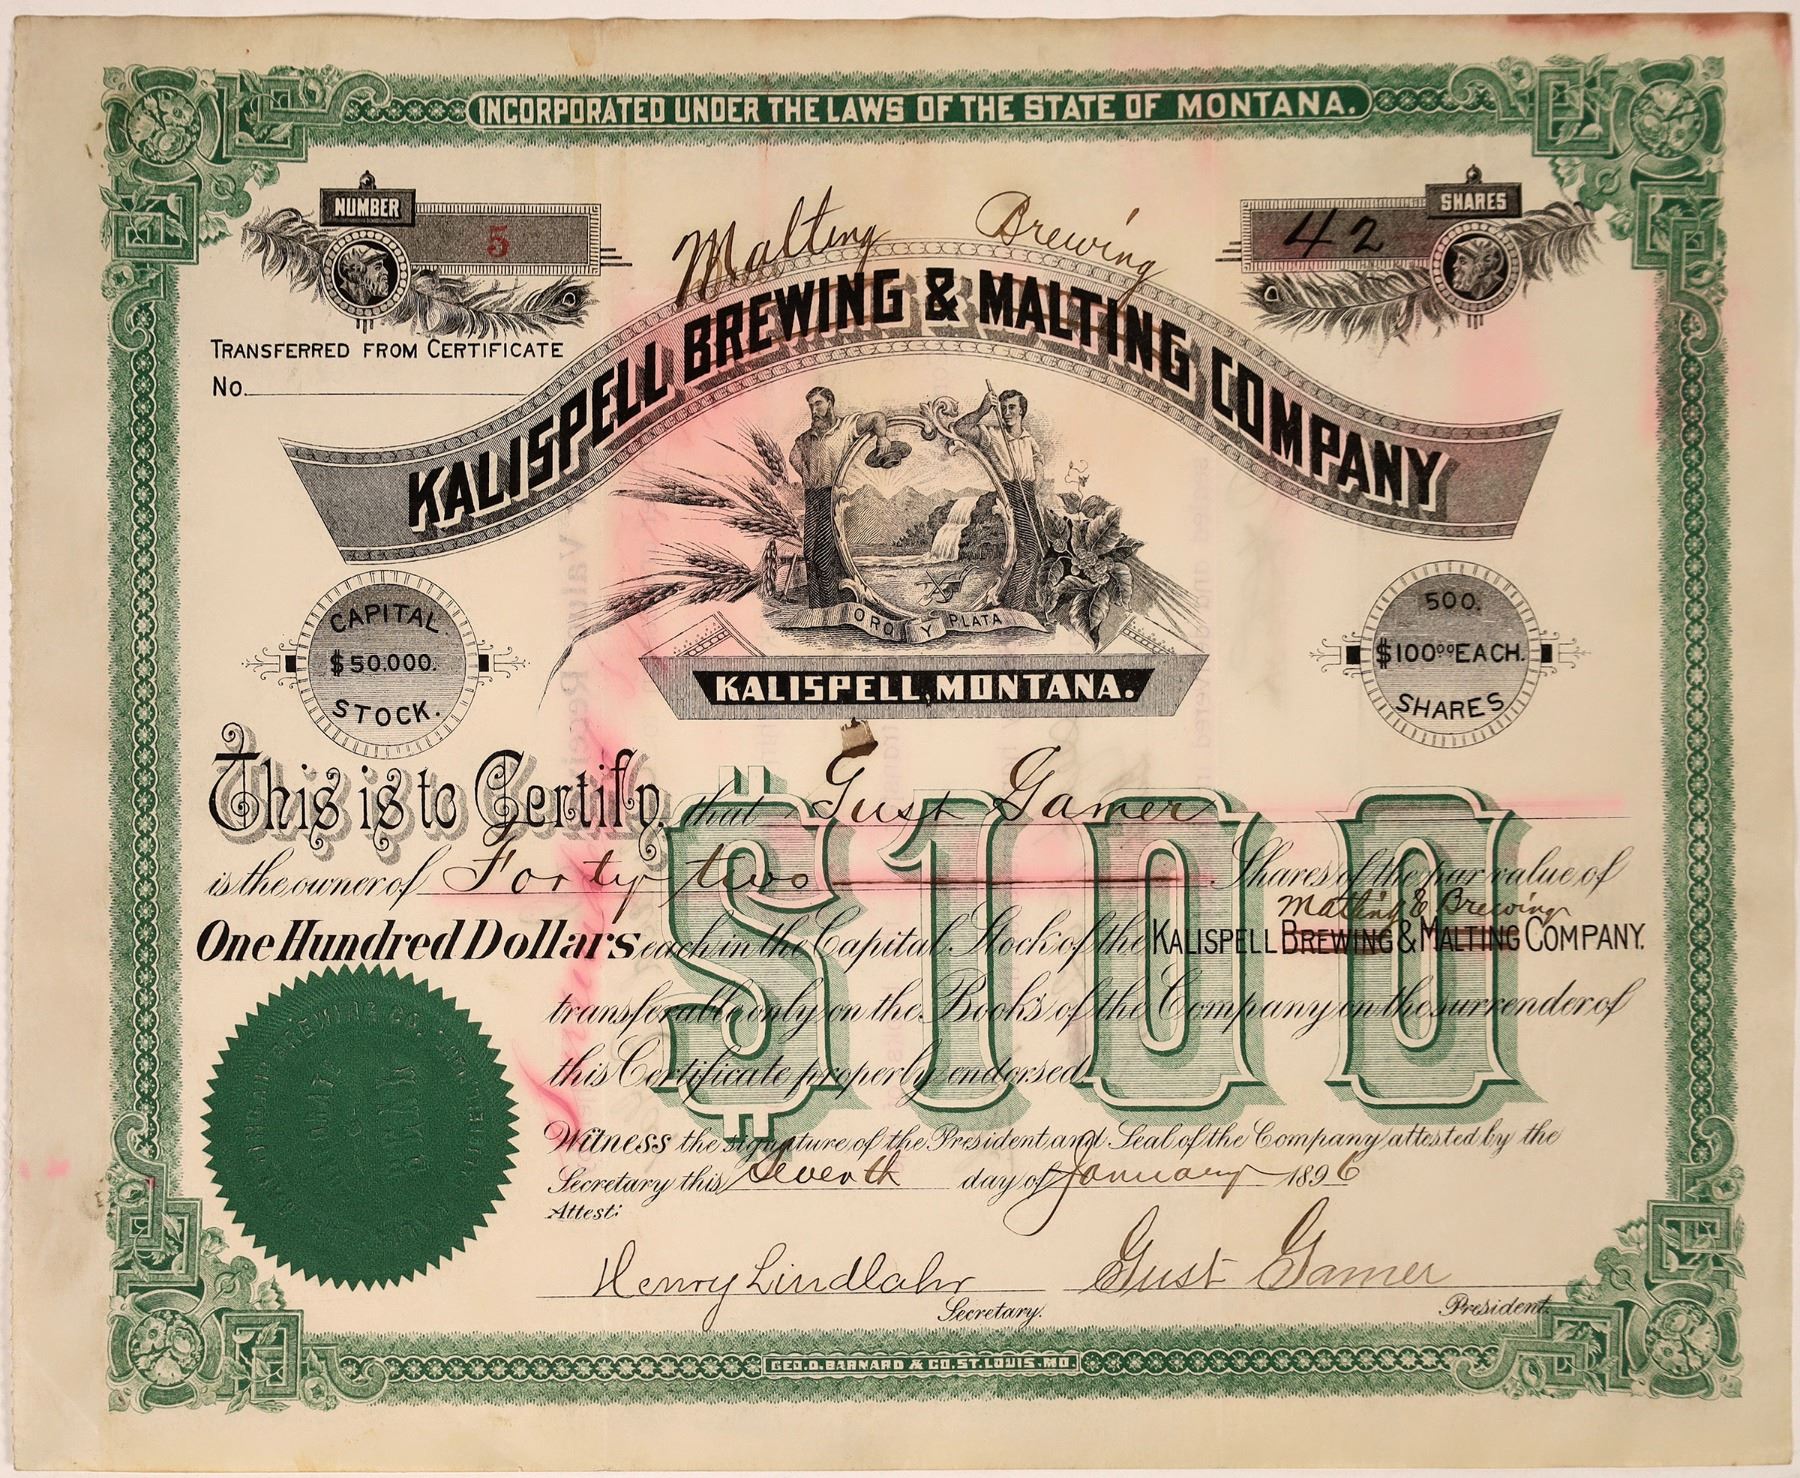 INCORPORATED UNDER THE LAWS OF THE STATE OF MONTANA.
NUMBER
5
SHARES
42
Malting Brewing
TRANSFERRED FROM CERTIFICATE
No.
KALISPELL BREWING & MALTING COMPANY
ORO Y PLATA
KALISPELL, MONTANA.
CAPITAL
$50.000.
STOCK.
500.
$100⁰⁰ EACH.
SHARES
This is to Certify, that Gust Gamer
is the owner of Forty two Shares of the par value of
Malting & Brewing
One Hundred Dollars each in the Capital Stock of the KALISPELL BREWING & MALTING COMPANY.
transferable only on the Books of the Company on the surrender of
this Certificate properly endorsed.
Witness the signature of the President and Seal of the Company attested by the
Secretary this Seventh day of January 1896
Attest:
Henry Lindlahr
Secretary.
Gust Gamer
President.
GEO. D. BARNARD & CO. ST. LOUIS, MO.